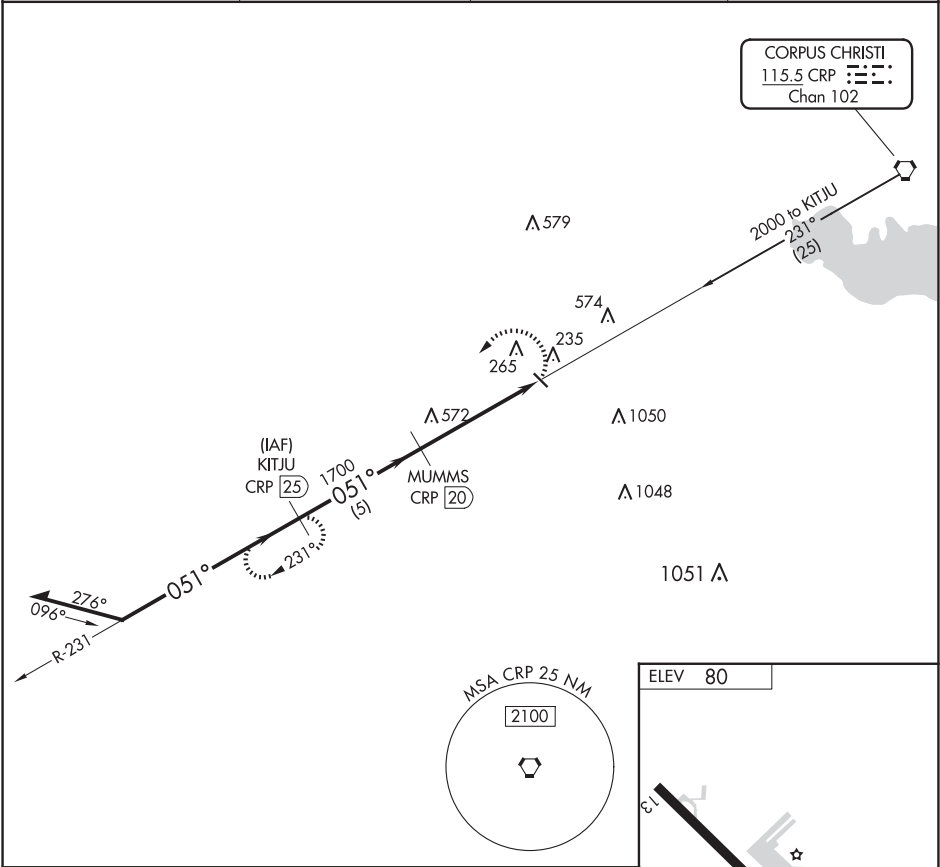 CORPUS CHRISTI
115.5 CRP
Chan 102
2000 to KITJU
231°
(25)
579
574
235
265
572
1050
(IAF)
KITJU
CRP 25
1700
051°
(5)
MUMMS
CRP 20
1048
231°
051°
1051
276°
096°
R-231
MSA CRP 25 NM
2100
ELEV 80
13